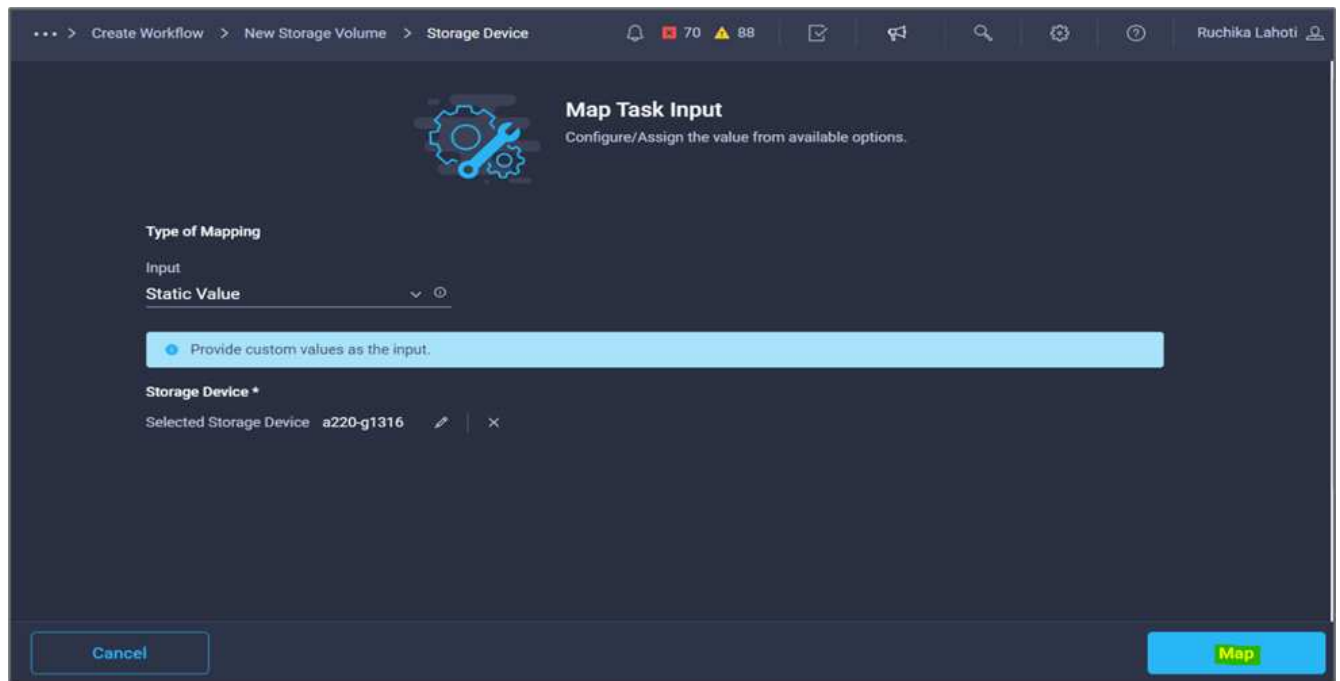 ••• > Create Workflow > New Storage Volume > Storage Device 70 88 Ruchika Lahoti
Map Task Input
Configure/Assign the value from available options.
Type of Mapping
Input
Static Value
Provide custom values as the input.
Storage Device *
Selected Storage Device a220-g1316
Cancel Map